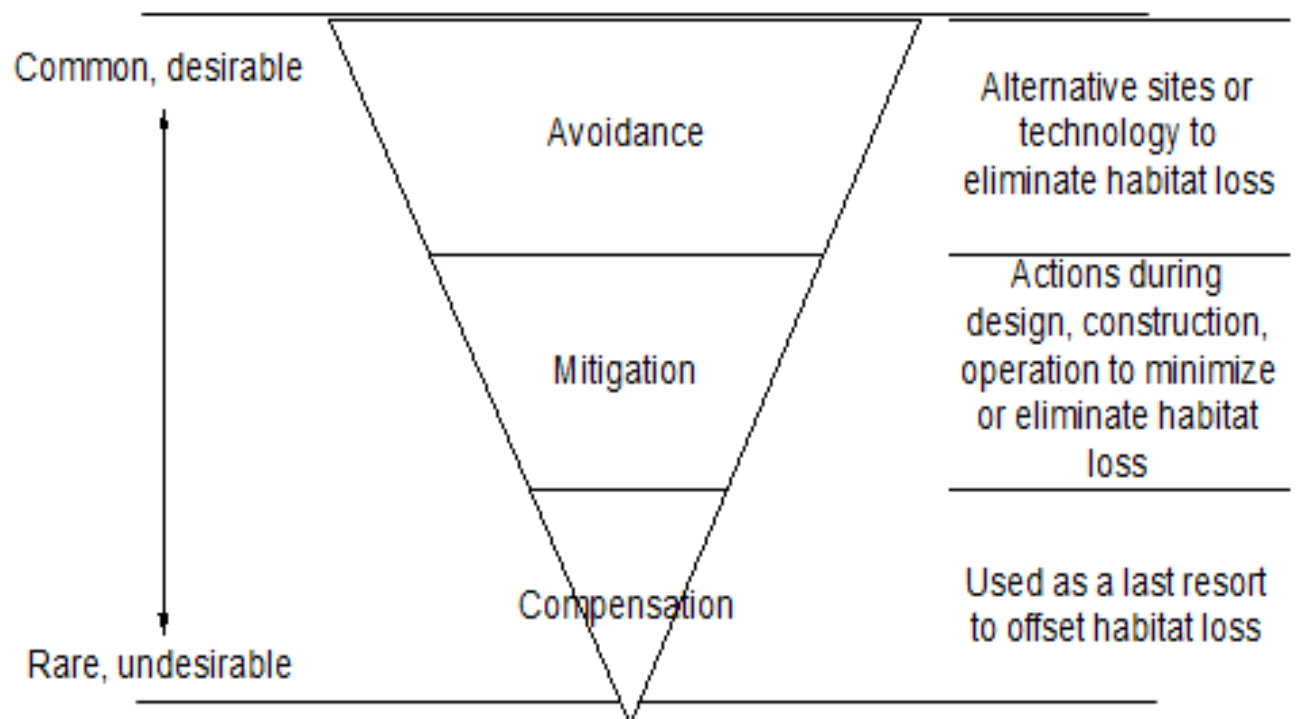 Common, desirable
Avoidance
Alternative sites or
technology to
eliminate habitat loss
Mitigation
Actions during
design, construction,
operation to minimize
or eliminate habitat
loss
Compensation
Used as a last resort
to offset habitat loss
Rare, undesirable